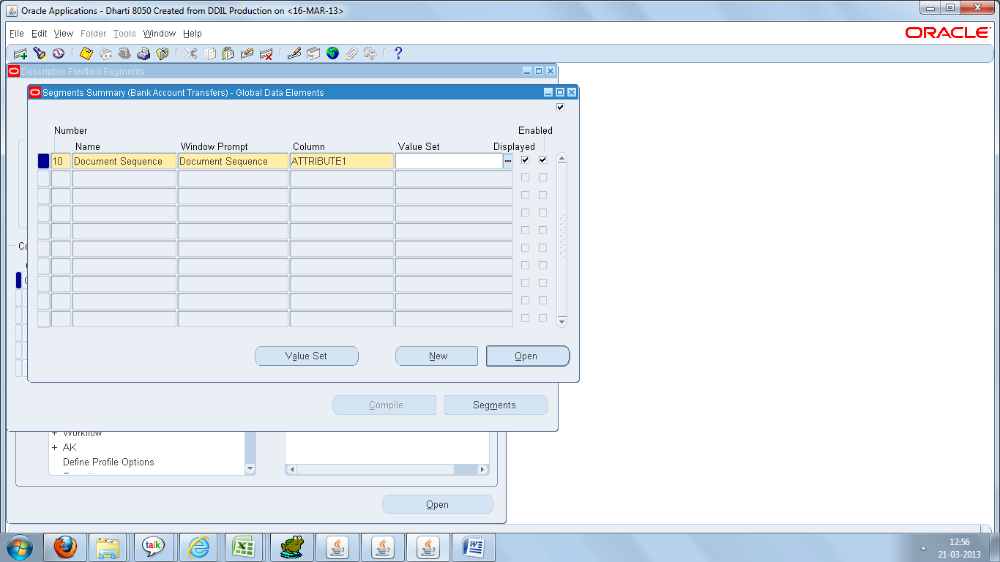 Oracle Applications - Dharti 8050 Created from DDIL Production on <16-MAR-13>
File Edit View Folder Tools Window Help
ORACLE
Descriptive Flexfield Segments
Segments Summary (Bank Account Transfers) - Global Data Elements
Number Enabled
Name Window Prompt Column Value Set Displayed
10 Document Sequence Document Sequence ATTRIBUTE1
Value Set New Open
Compile Segments
+ Workflow
+ AK
Define Profile Options
Open
talk
12:56
21-03-2013